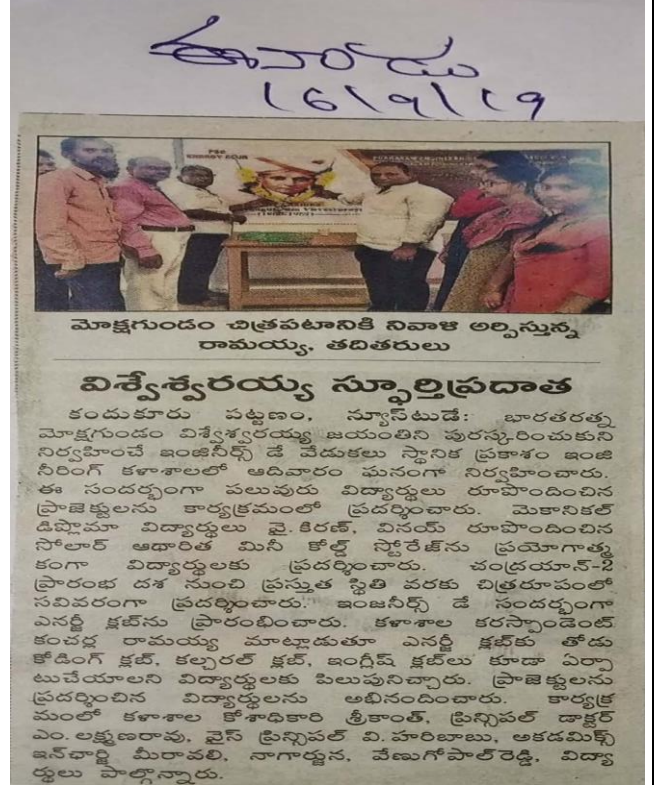 ఈనాడు
16/9/19
మోక్షగుండం చిత్రపటానికి నివాళి అర్పిస్తున్న
రామయ్య, తదితరులు
విశ్వేశ్వరయ్య స్ఫూర్తిప్రదాత
కందుకూరు పట్టణం, న్యూస్‌టుడే: భారతరత్న
మోక్షగుండం విశ్వేశ్వరయ్య జయంతిని పురస్కరించుకుని
నిర్వహించే ఇంజినీర్స్ డే వేడుకలు స్థానిక ప్రకాశం ఇంజి
నీరింగ్ కళాశాలలో ఆదివారం ఘనంగా నిర్వహించారు.
ఈ సందర్భంగా పలువురు విద్యార్థులు రూపొందించిన
ప్రాజెక్టులను కార్యక్రమంలో ప్రదర్శించారు. మెకానికల్
డిప్లొమా విద్యార్థులు వై.కిరణ్, వినయ్ రూపొందించిన
సోలార్ ఆధారిత మినీ కోల్డ్ స్టోరేజ్‌ను ప్రయోగాత్మ
కంగా విద్యార్థులకు ప్రదర్శించారు. చంద్రయాన్-2
ప్రారంభ దశ నుంచి ప్రస్తుత స్థితి వరకు చిత్రరూపంలో
సవివరంగా ప్రదర్శించారు. ఇంజనీర్స్ డే సందర్భంగా
ఎనర్జీ క్లబ్‌ను ప్రారంభించారు. కళాశాల కరస్పాండెంట్
కంచర్ల రామయ్య మాట్లాడుతూ ఎనర్జీ క్లబ్‌కు తోడు
కోడింగ్ క్లబ్, కల్చరల్ క్లబ్, ఇంగ్లీష్ క్లబ్‌లు కూడా ఏర్పా
టుచేయాలని విద్యార్థులకు పిలుపునిచ్చారు. ప్రాజెక్టులను
ప్రదర్శించిన విద్యార్థులను అభినందించారు. కార్యక్ర
మంలో కళాశాల కోశాధికారి శ్రీకాంత్, ప్రిన్సిపల్ డాక్టర్
ఎం.లక్ష్మణరావు, వైస్ ప్రిన్సిపల్ వి.హరిబాబు, అకడమిక్స్
ఇన్‌ఛార్జి మీరావలి, నాగార్జున, వేణుగోపాల్‌రెడ్డి, విద్యా
ర్థులు పాల్గొన్నారు.